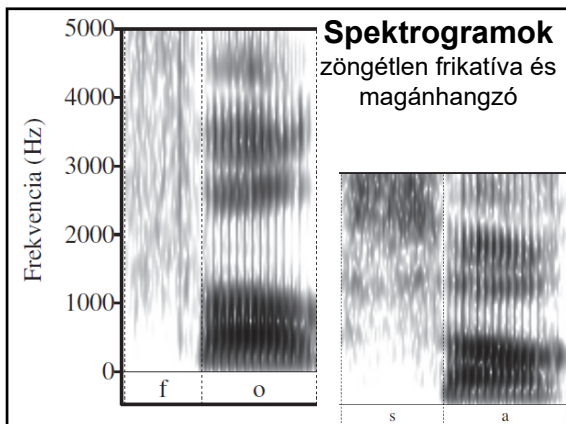 Spektrogramok
zöngétlen frikatíva és
magánhangzó
Frekvencia (Hz)
5000
4000
3000
2000
1000
0
f o
s a